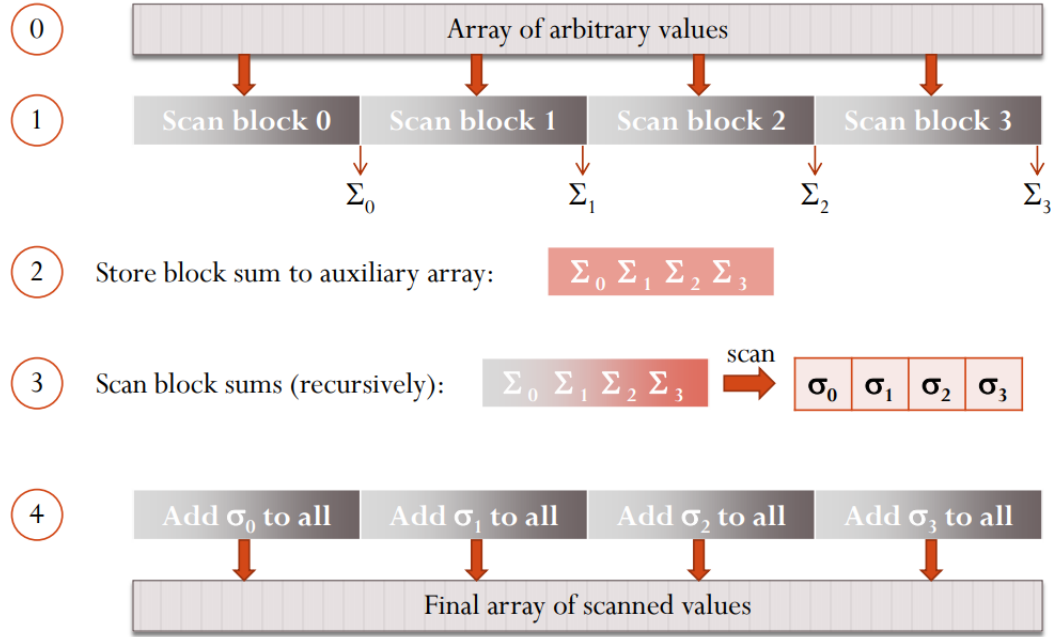 0
Array of arbitrary values
1
Scan block 0 Scan block 1 Scan block 2 Scan block 3
Σ₀ Σ₁ Σ₂ Σ₃
2 Store block sum to auxiliary array: Σ₀ Σ₁ Σ₂ Σ₃
scan
3 Scan block sums (recursively): Σ₀ Σ₁ Σ₂ Σ₃ σ₀ σ₁ σ₂ σ₃
4 Add σ₀ to all Add σ₁ to all Add σ₂ to all Add σ₃ to all
Final array of scanned values